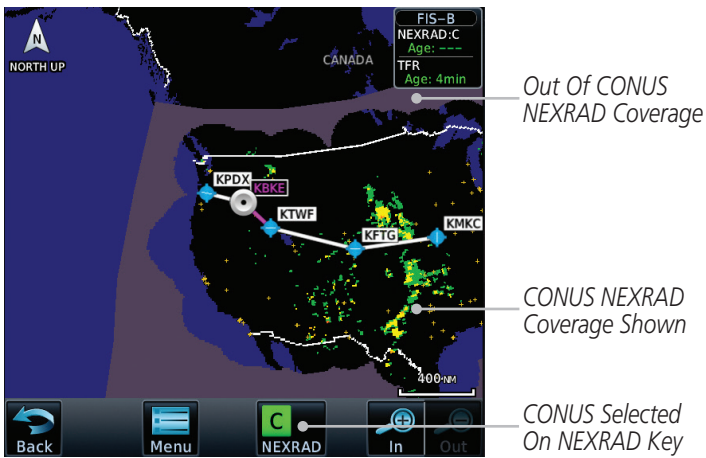 N
NORTH UP
CANADA
FIS-B
NEXRAD:C
Age: ---
TFR
Age: 4min
Out Of CONUS
NEXRAD Coverage
KPDX
KBKE
KTWF
KFTG
KMKC
CONUS NEXRAD
Coverage Shown
400NM
Back
Menu
C
NEXRAD
In
Out
CONUS Selected
On NEXRAD Key